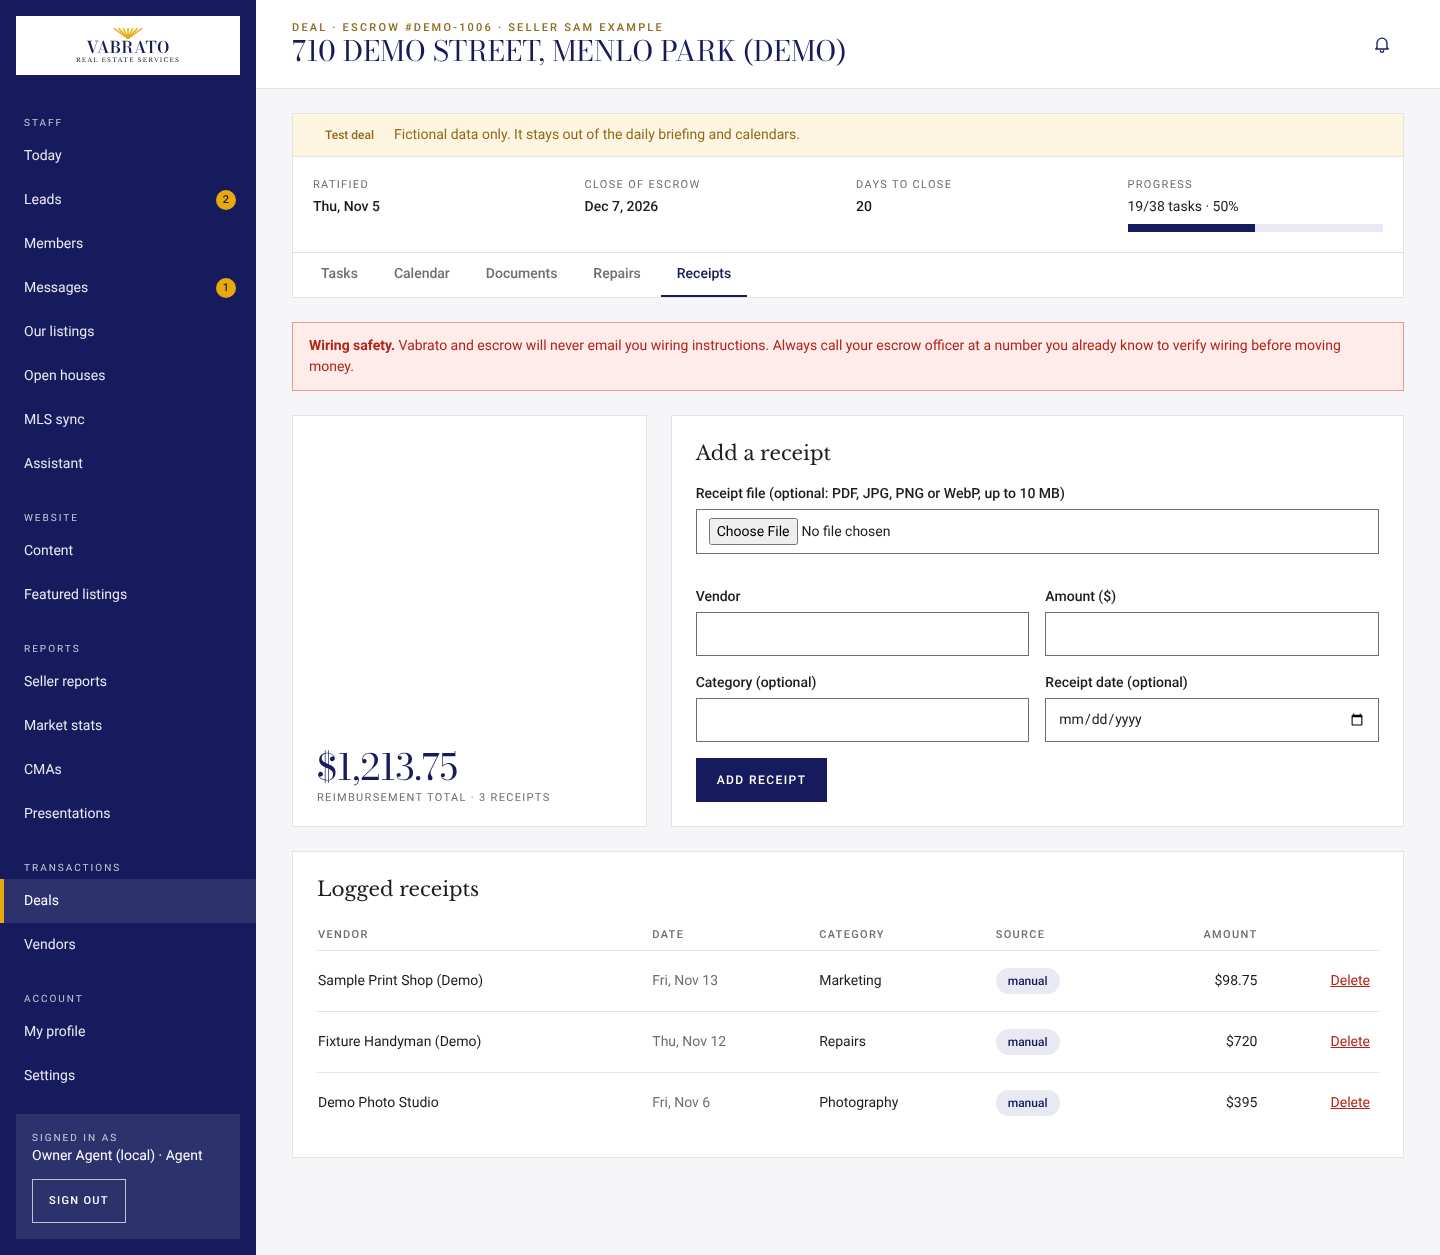 VABRATO
REAL ESTATE SERVICES
STAFF
Today
Leads 2
Members
Messages 1
Our listings
Open houses
MLS sync
Assistant
WEBSITE
Content
Featured listings
REPORTS
Seller reports
Market stats
CMAs
Presentations
TRANSACTIONS
Deals
Vendors
ACCOUNT
My profile
Settings
SIGNED IN AS
Owner Agent (local) · Agent
SIGN OUT
DEAL · ESCROW #DEMO-1006 · SELLER SAM EXAMPLE
710 DEMO STREET, MENLO PARK (DEMO)
Test deal Fictional data only. It stays out of the daily briefing and calendars.
RATIFIED CLOSE OF ESCROW DAYS TO CLOSE PROGRESS
Thu, Nov 5 Dec 7, 2026 20 19/38 tasks · 50%
Tasks Calendar Documents Repairs Receipts
Wiring safety. Vabrato and escrow will never email you wiring instructions. Always call your escrow officer at a number you already know to verify wiring before moving
money.
$1,213.75
REIMBURSEMENT TOTAL · 3 RECEIPTS
Add a receipt
Receipt file (optional: PDF, JPG, PNG or WebP, up to 10 MB)
Choose File No file chosen
Vendor Amount ($)
Category (optional) Receipt date (optional)
mm/dd/yyyy
ADD RECEIPT
Logged receipts
VENDOR DATE CATEGORY SOURCE AMOUNT
Sample Print Shop (Demo) Fri, Nov 13 Marketing manual $98.75 Delete
Fixture Handyman (Demo) Thu, Nov 12 Repairs manual $720 Delete
Demo Photo Studio Fri, Nov 6 Photography manual $395 Delete